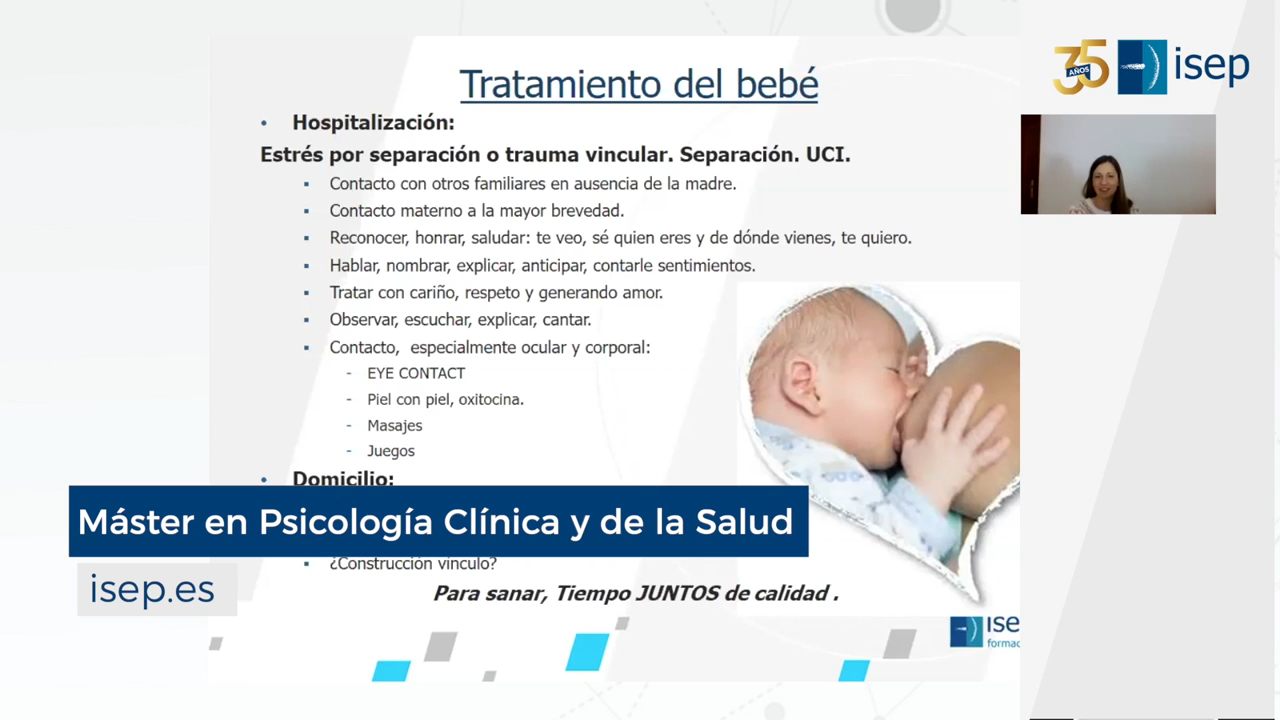 Tratamiento del bebé
• Hospitalización:
Estrés por separación o trauma vincular. Separación. UCI.
▪ Contacto con otros familiares en ausencia de la madre.
▪ Contacto materno a la mayor brevedad.
▪ Reconocer, honrar, saludar: te veo, sé quien eres y de dónde vienes, te quiero.
▪ Hablar, nombrar, explicar, anticipar, contarle sentimientos.
▪ Tratar con cariño, respeto y generando amor.
▪ Observar, escuchar, explicar, cantar.
▪ Contacto, especialmente ocular y corporal:
- EYE CONTACT
- Piel con piel, oxitocina.
- Masajes
- Juegos
• Domicilio:
▪ ¿Construcción vínculo?
Para sanar, Tiempo JUNTOS de calidad .
ise
formac
35 AÑOS
isep
Máster en Psicología Clínica y de la Salud
isep.es